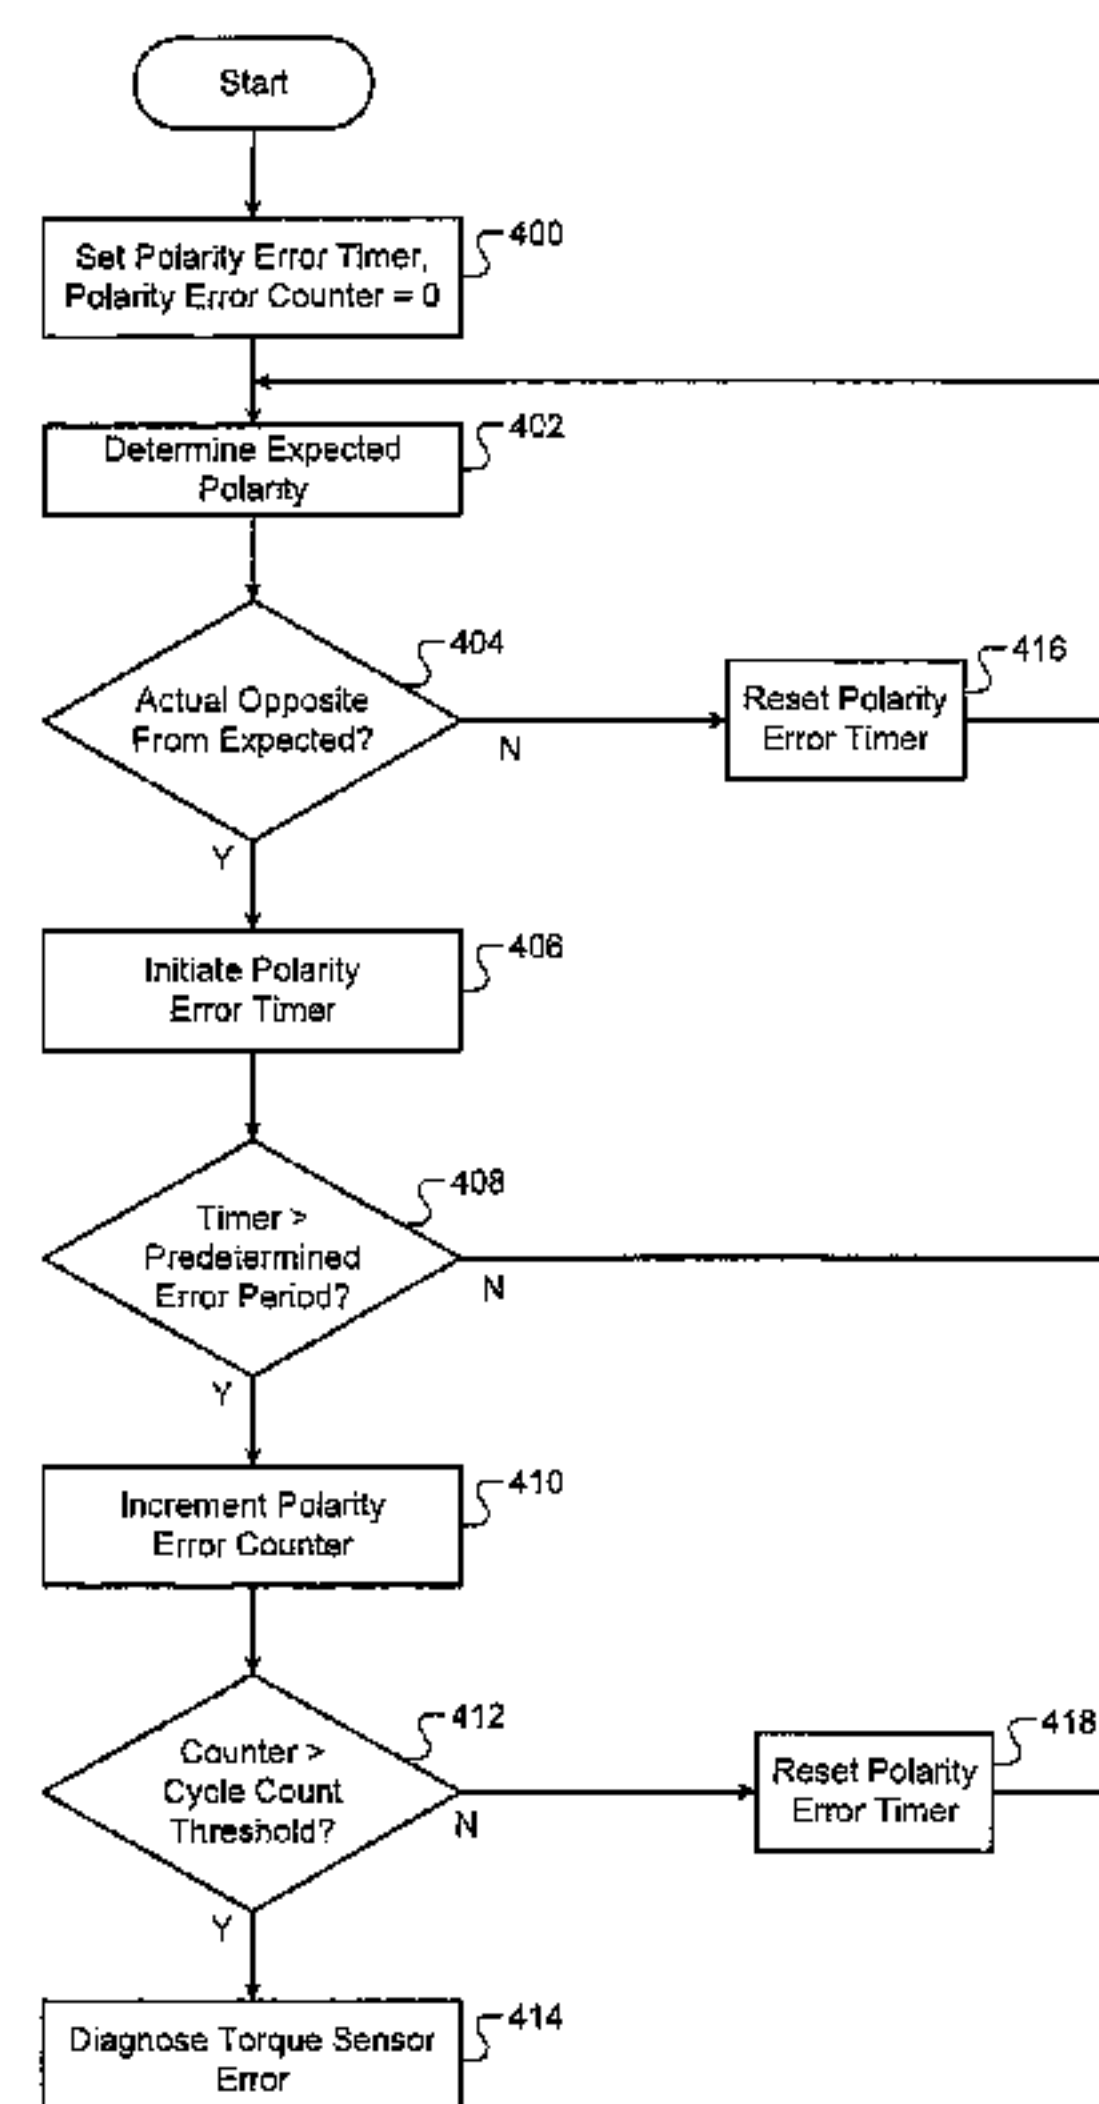 Start
Set Polarity Error Timer,
Polarity Error Counter = 0
400
Determine Expected
Polarity
402
Actual Opposite
From Expected?
404
N
Reset Polarity
Error Timer
416
Y
Initiate Polarity
Error Timer
406
Timer >
Predetermined
Error Period?
408
N
Y
Increment Polarity
Error Counter
410
Counter >
Cycle Count
Threshold?
412
N
Reset Polarity
Error Timer
418
Y
Diagnose Torque Sensor
Error
414